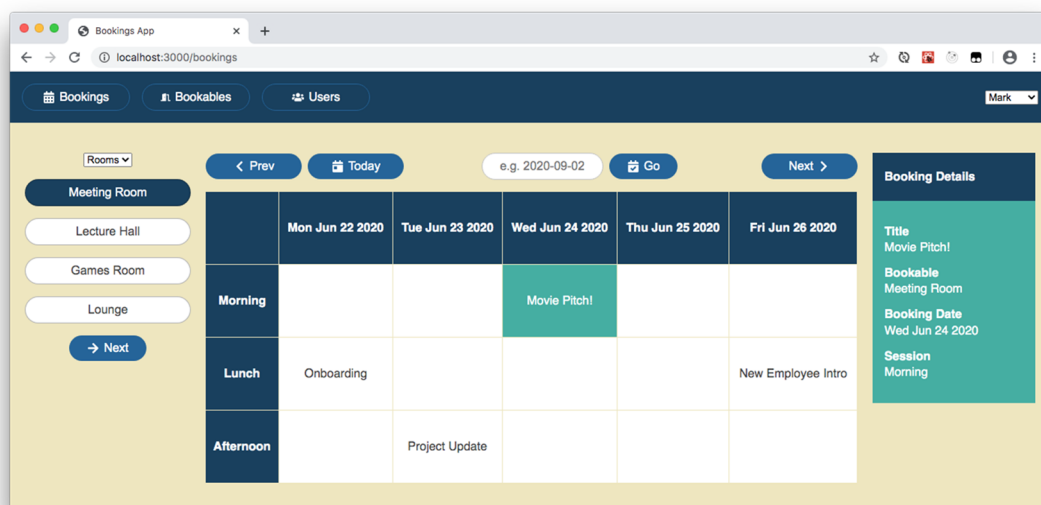 Bookings App
localhost:3000/bookings
Bookings
Bookables
Users
Mark
Rooms
Meeting Room
Lecture Hall
Games Room
Lounge
Next
Prev
Today
e.g. 2020-09-02
Go
Next
Mon Jun 22 2020
Tue Jun 23 2020
Wed Jun 24 2020
Thu Jun 25 2020
Fri Jun 26 2020
Morning
Movie Pitch!
Lunch
Onboarding
New Employee Intro
Afternoon
Project Update
Booking Details
Title
Movie Pitch!
Bookable
Meeting Room
Booking Date
Wed Jun 24 2020
Session
Morning